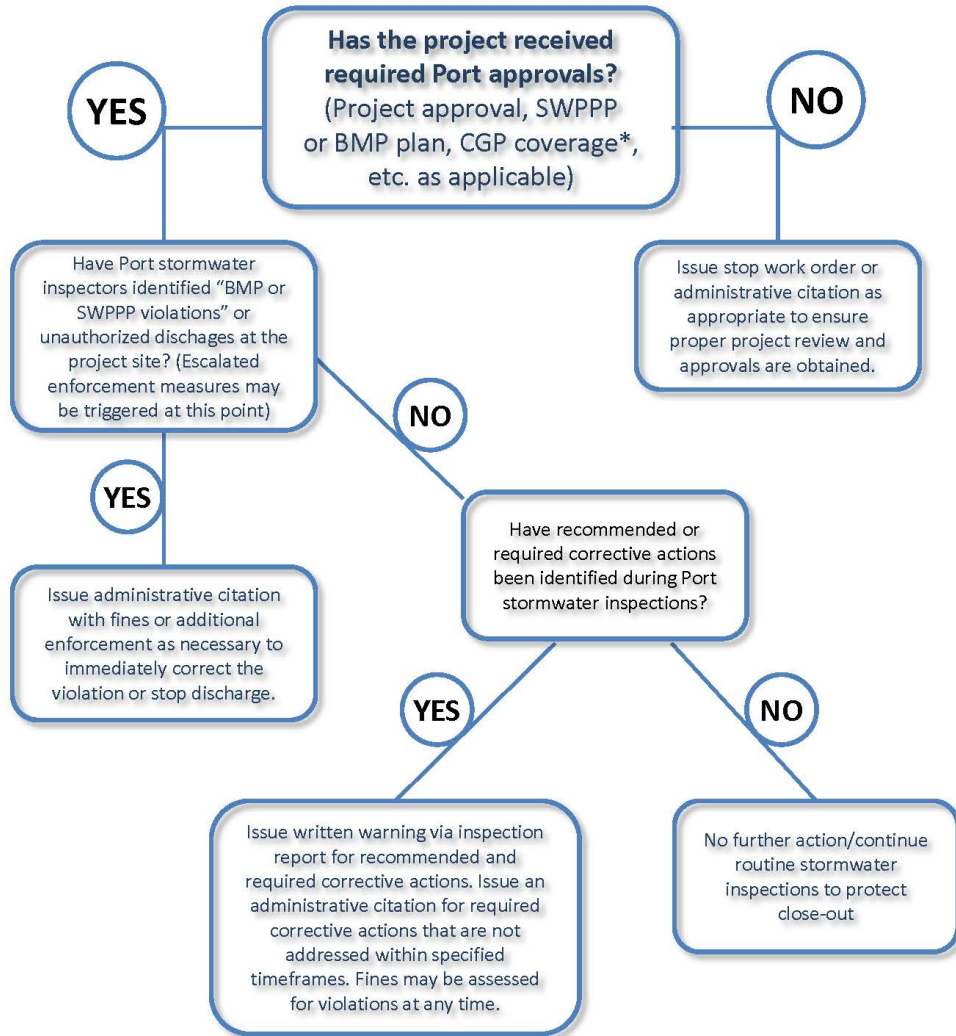 Has the project received
required Port approvals?
(Project approval, SWPPP
or BMP plan, CGP coverage*,
etc. as applicable)
YES
NO
Have Port stormwater
inspectors identified “BMP or
SWPPP violations” or
unauthorized dischages at the
project site? (Escalated
enforcement measures may
be triggered at this point)
Issue stop work order or
administrative citation as
appropriate to ensure
proper project review and
approvals are obtained.
NO
YES
Have recommended or
required corrective actions
been identified during Port
stormwater inspections?
Issue administrative citation
with fines or additional
enforcement as necessary to
immediately correct the
violation or stop discharge.
YES
NO
Issue written warning via inspection
report for recommended and
required corrective actions. Issue an
administrative citation for required
corrective actions that are not
addressed within specified
timeframes. Fines may be assessed
for violations at any time.
No further action/continue
routine stormwater
inspections to protect
close-out